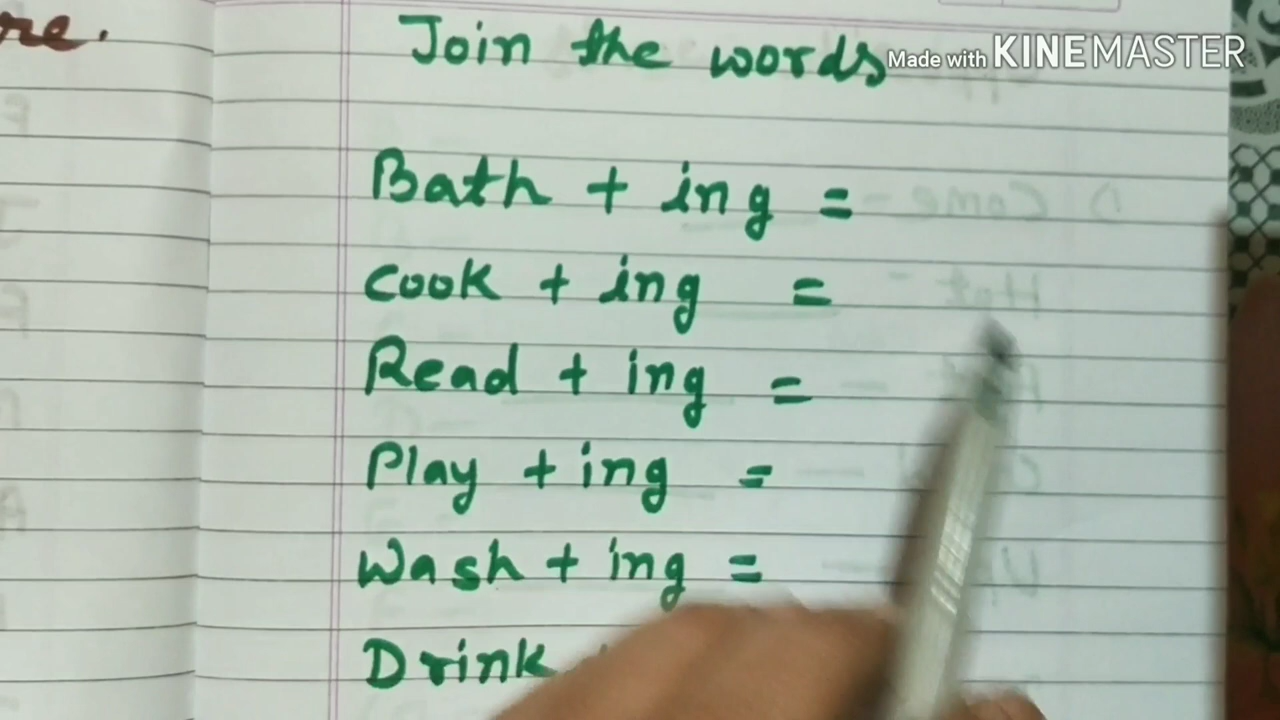 re.
Join the words
Made with KINEMASTER
Bath + ing =
Cook + ing =
Read + ing =
Play + ing =
Wash + ing =
Drink